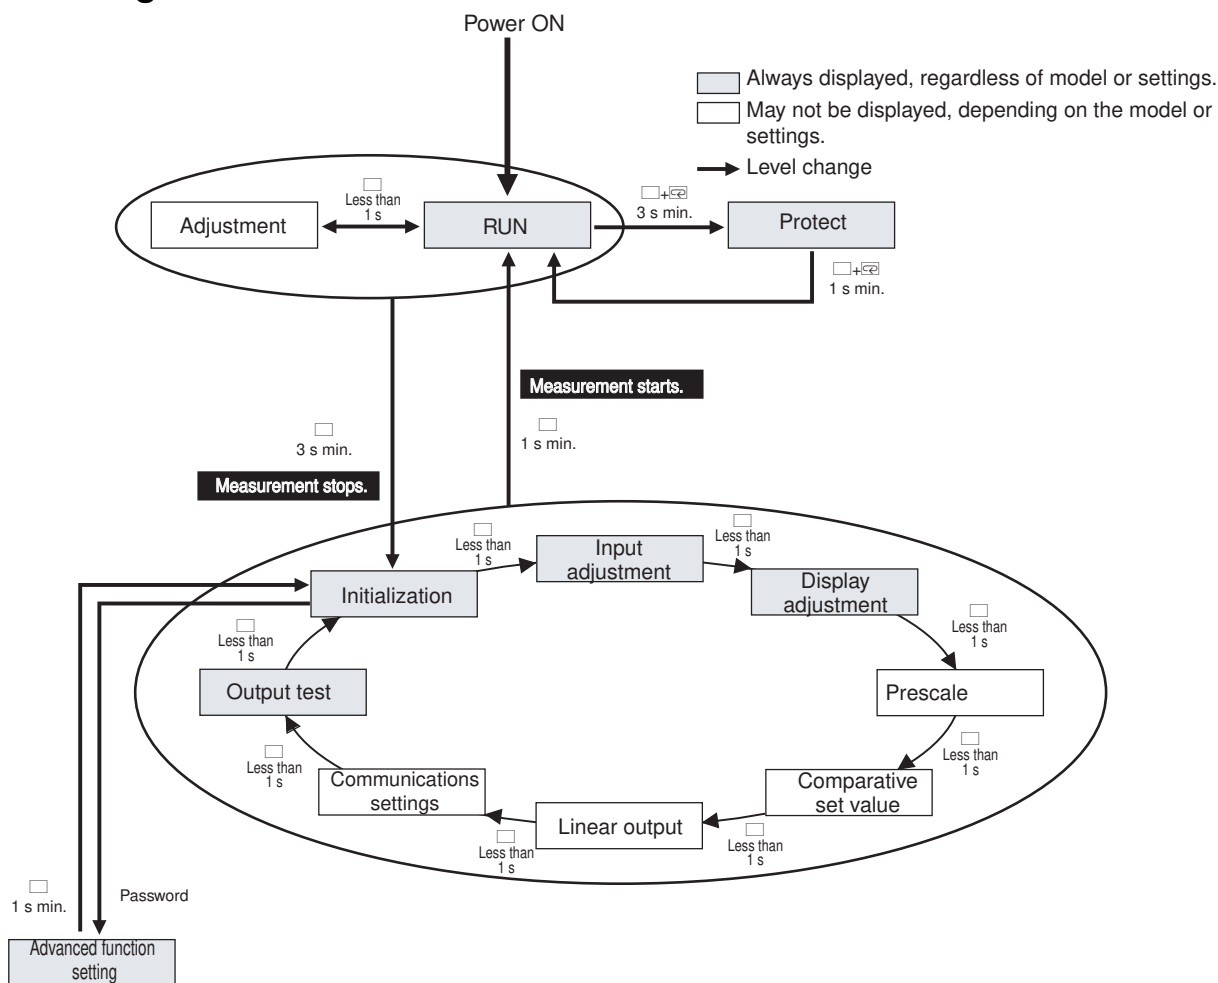 Power ON
Always displayed, regardless of model or settings.
May not be displayed, depending on the model or
settings.
Level change
Less than
1 s
Adjustment
RUN
+
3 s min.
Protect
+
1 s min.
Measurement starts.
1 s min.
3 s min.
Measurement stops.
Less than
1 s
Input
adjustment
Less than
1 s
Display
adjustment
Initialization
Less than
1 s
Less than
1 s
Output test
Prescale
Less than
1 s
Less than
1 s
Communications
settings
Comparative
set value
Linear output
Less than
1 s
Less than
1 s
1 s min.
Password
Advanced function
setting